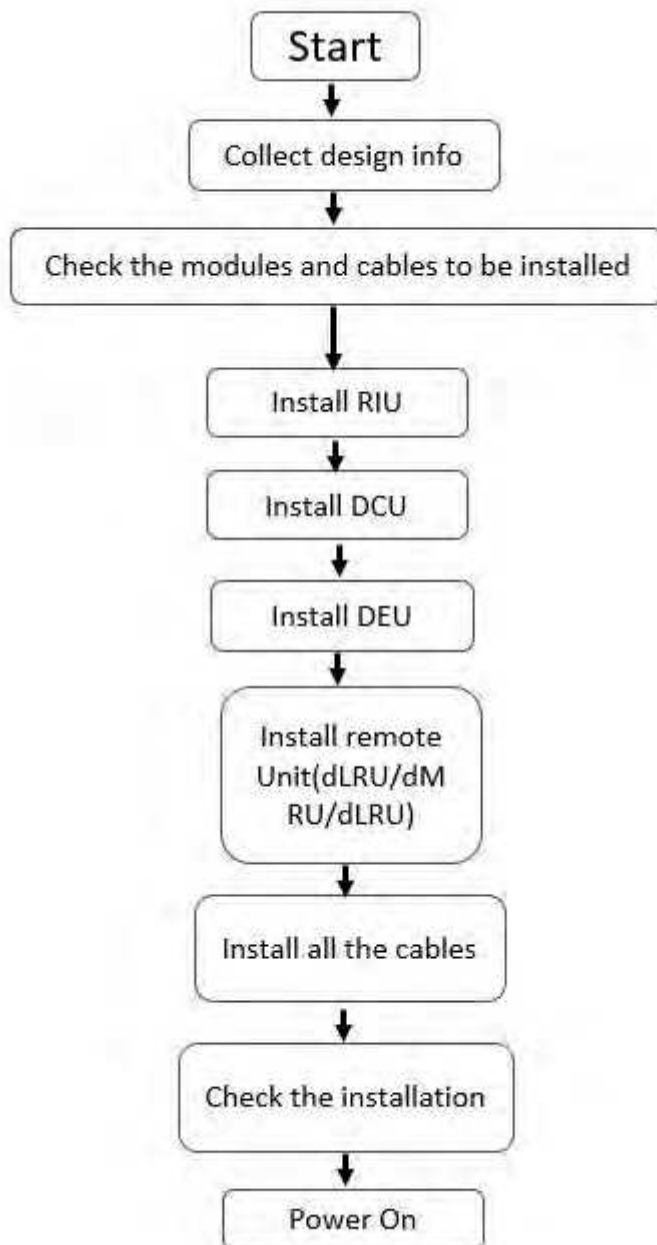 Start
Collect design info
Check the modules and cables to be installed
Install RIU
Install DCU
Install DEU
Install remote
Unit(dLRU/dM
RU/dLRU)
Install all the cables
Check the installation
Power On